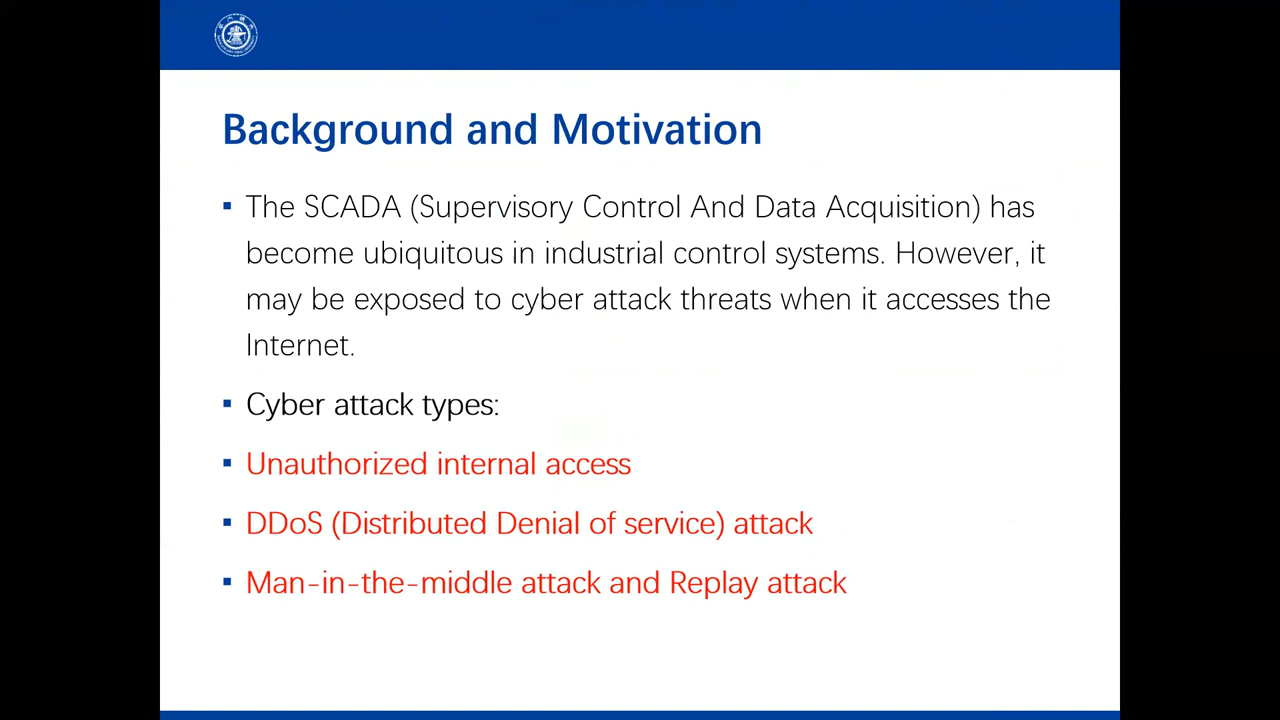 Background and Motivation
The SCADA (Supervisory Control And Data Acquisition) has
become ubiquitous in industrial control systems. However, it
may be exposed to cyber attack threats when it accesses the
Internet.
Cyber attack types:
Unauthorized internal access
DDoS (Distributed Denial of service) attack
Man-in-the-middle attack and Replay attack